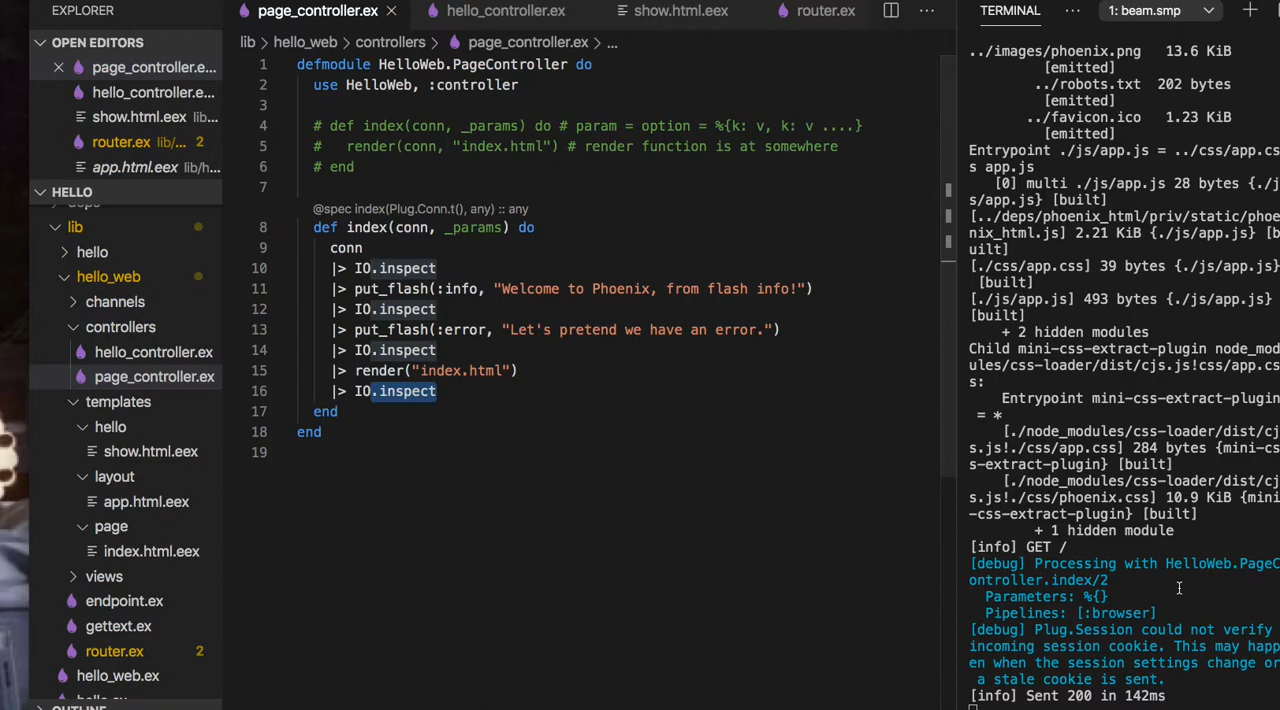 EXPLORER
OPEN EDITORS
page_controller.e...
hello_controller.e...
show.html.eex lib...
router.ex lib/... 2
app.html.eex lib/h...
HELLO
lib
hello
hello_web
channels
controllers
hello_controller.ex
page_controller.ex
templates
hello
show.html.eex
layout
app.html.eex
page
index.html.eex
views
endpoint.ex
gettext.ex
router.ex 2
hello_web.ex
page_controller.ex
hello_controller.ex
show.html.eex
router.ex
lib > hello_web > controllers > page_controller.ex > ...
1 defmodule HelloWeb.PageController do
2 use HelloWeb, :controller
3
4 # def index(conn, _params) do # param = option = %{k: v, k: v ....}
5 #   render(conn, "index.html") # render function is at somewhere
6 # end
7
@spec index(Plug.Conn.t(), any) :: any
8 def index(conn, _params) do
9 conn
10 |> IO.inspect
11 |> put_flash(:info, "Welcome to Phoenix, from flash info!")
12 |> IO.inspect
13 |> put_flash(:error, "Let's pretend we have an error.")
14 |> IO.inspect
15 |> render("index.html")
16 |> IO.inspect
17 end
18 end
19
TERMINAL ... 1: beam.smp
../images/phoenix.png   13.6 KiB
[emitted]
../robots.txt  202 bytes
[emitted]
../favicon.ico   1.23 KiB
[emitted]
Entrypoint ./js/app.js = ../css/app.cs
s app.js
[0] multi ./js/app.js 28 bytes {./j
s/app.js} [built]
[../deps/phoenix_html/priv/static/phoe
nix_html.js] 2.21 KiB {./js/app.js} [b
uilt]
[./css/app.css] 39 bytes {./js/app.js}
[built]
[./js/app.js] 493 bytes {./js/app.js}
[built]
+ 2 hidden modules
Child mini-css-extract-plugin node_mod
ules/css-loader/dist/cjs.js!css/app.cs
s:
Entrypoint mini-css-extract-plugin
= *
[./node_modules/css-loader/dist/cj
s.js!./css/app.css] 284 bytes {mini-cs
s-extract-plugin} [built]
[./node_modules/css-loader/dist/cj
s.js!./css/phoenix.css] 10.9 KiB {mini
-css-extract-plugin} [built]
+ 1 hidden module
[info] GET /
[debug] Processing with HelloWeb.PageC
ontroller.index/2
Parameters: %{}
Pipelines: [:browser]
[debug] Plug.Session could not verify
incoming session cookie. This may happ
en when the session settings change or
a stale cookie is sent.
[info] Sent 200 in 142ms